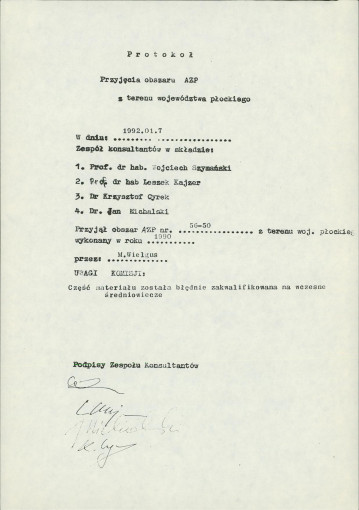 Protokoł
Przyjęcia obszaru AZP
z terenu województwa płockiego
W dniu: 1992.01.7
Zespół konsultantów w składzie:
1. Prof. dr hab. Wojciech Szymański
2. Prof. dr hab Leszek Kajzer
3. Dr Krzysztof Cyrek
4. Dr. Jan Michalski
Przyjął obszar AZP nr. 56-50 z terenu woj. płockieg
wykonany w roku 1990
przez: M.Wielgus
UWAGI KOMISJI:
Część materiału została błędnie zakwalifikowana na wczesne
średniowiecze
Podpisy Zespołu Konsultantów